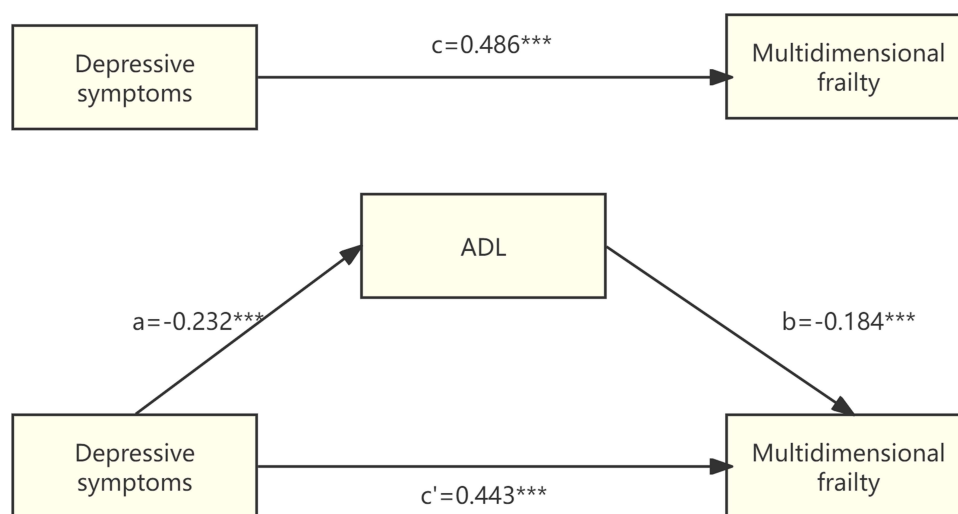 Depressive
symptoms
c=0.486***
Multidimensional
frailty
ADL
a=-0.232***
b=-0.184***
Depressive
symptoms
c'=0.443***
Multidimensional
frailty